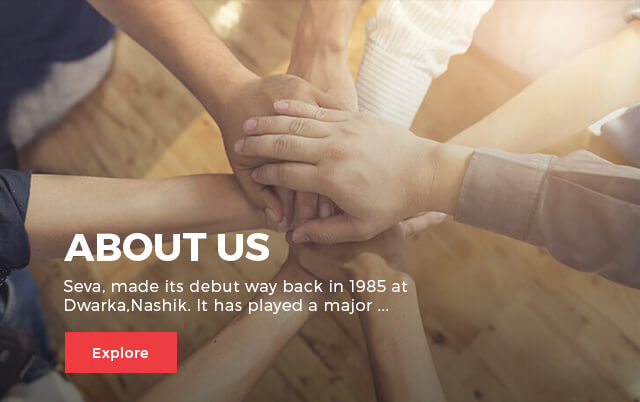 ABOUT US
Seva, made its debut way back in 1985 at
Dwarka,Nashik. It has played a major ...
Explore